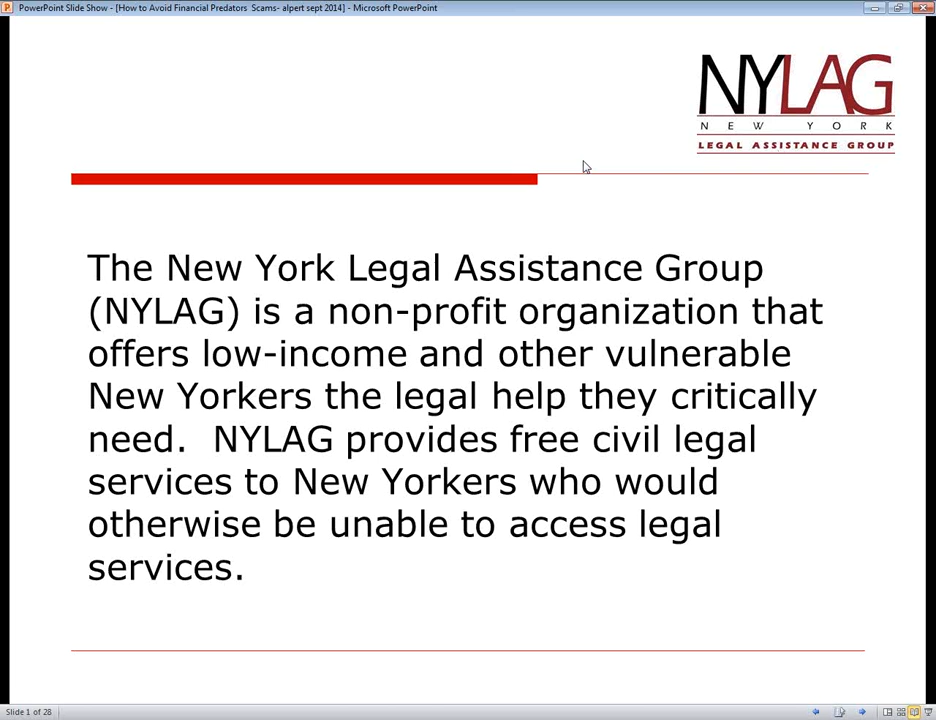 PowerPoint Slide Show - [How to Avoid Financial Predators  Scams- alpert sept 2014] - Microsoft PowerPoint
NYLAG
NEW YORK
LEGAL ASSISTANCE GROUP
The New York Legal Assistance Group
(NYLAG) is a non-profit organization that
offers low-income and other vulnerable
New Yorkers the legal help they critically
need.  NYLAG provides free civil legal
services to New Yorkers who would
otherwise be unable to access legal
services.
Slide 1 of 28